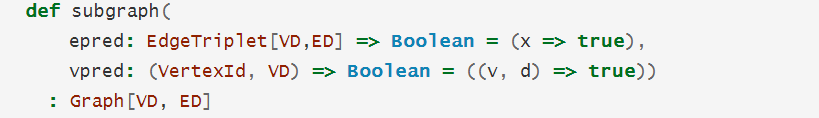 def subgraph(
epred: EdgeTriplet[VD,ED] => Boolean = (x => true),
vpred: (VertexId, VD) => Boolean = ((v, d) => true))
: Graph[VD, ED]